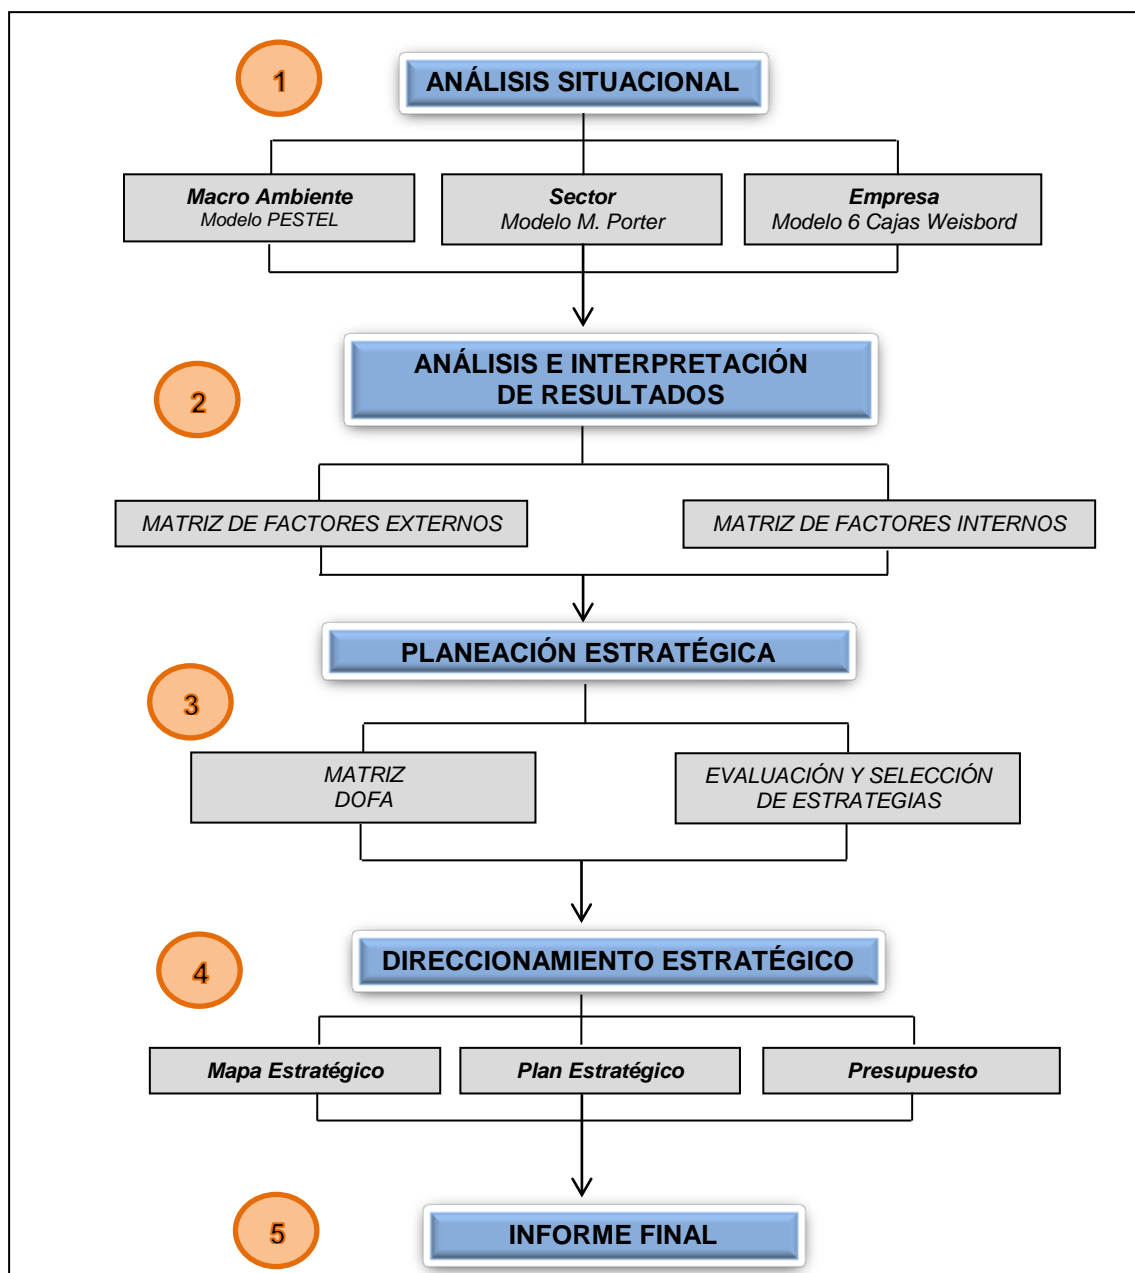 1
ANÁLISIS SITUACIONAL
Macro Ambiente
Modelo PESTEL
Sector
Modelo M. Porter
Empresa
Modelo 6 Cajas Weisbord
2
ANÁLISIS E INTERPRETACIÓN
DE RESULTADOS
MATRIZ DE FACTORES EXTERNOS
MATRIZ DE FACTORES INTERNOS
3
PLANEACIÓN ESTRATÉGICA
MATRIZ
DOFA
EVALUACIÓN Y SELECCIÓN
DE ESTRATEGIAS
4
DIRECCIONAMIENTO ESTRATÉGICO
Mapa Estratégico
Plan Estratégico
Presupuesto
5
INFORME FINAL